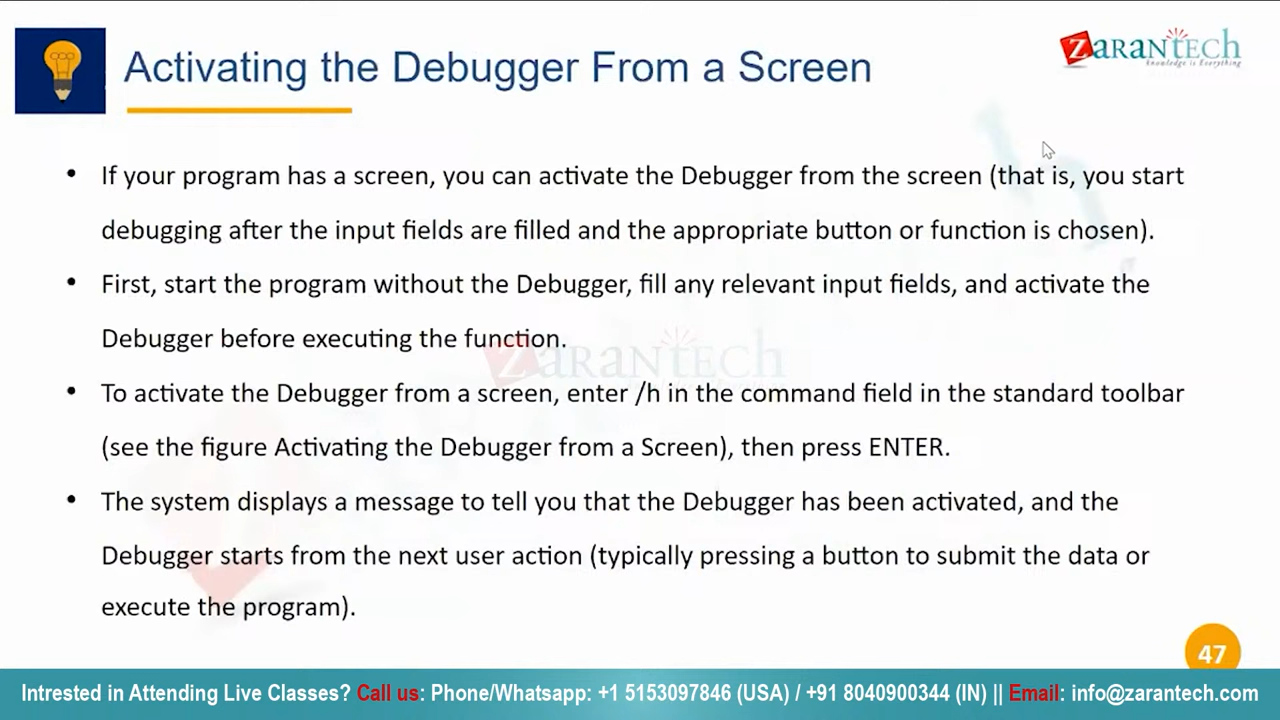 Activating the Debugger From a Screen
ZARANTECH
Knowledge is Everything
• If your program has a screen, you can activate the Debugger from the screen (that is, you start
debugging after the input fields are filled and the appropriate button or function is chosen).
• First, start the program without the Debugger, fill any relevant input fields, and activate the
Debugger before executing the function.
ZARANTECH
• To activate the Debugger from a screen, enter /h in the command field in the standard toolbar
(see the figure Activating the Debugger from a Screen), then press ENTER.
• The system displays a message to tell you that the Debugger has been activated, and the
Debugger starts from the next user action (typically pressing a button to submit the data or
execute the program).
47
Intrested in Attending Live Classes? Call us: Phone/Whatsapp: +1 5153097846 (USA) / +91 8040900344 (IN) || Email: info@zarantech.com